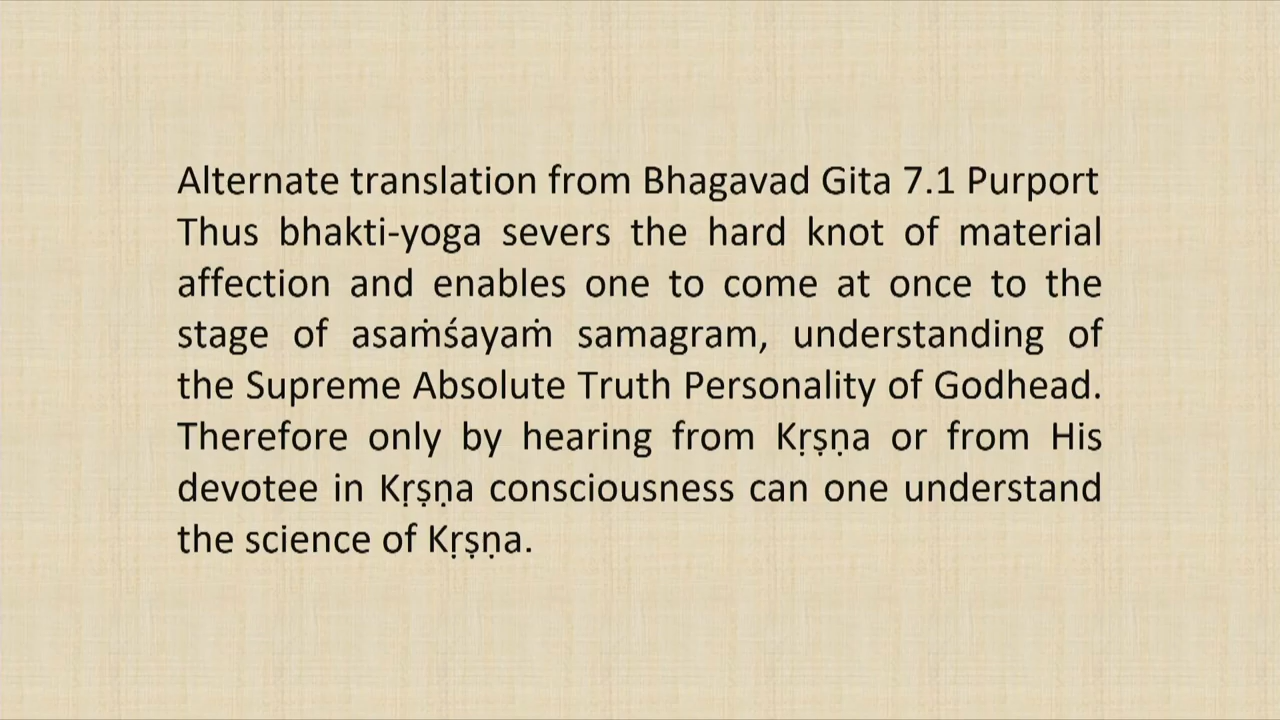 Alternate translation from Bhagavad Gita 7.1 Purport
Thus bhakti-yoga severs the hard knot of material
affection and enables one to come at once to the
stage of asaṁśayaṁ samagram, understanding of
the Supreme Absolute Truth Personality of Godhead.
Therefore only by hearing from Kṛṣṇa or from His
devotee in Kṛṣṇa consciousness can one understand
the science of Kṛṣṇa.